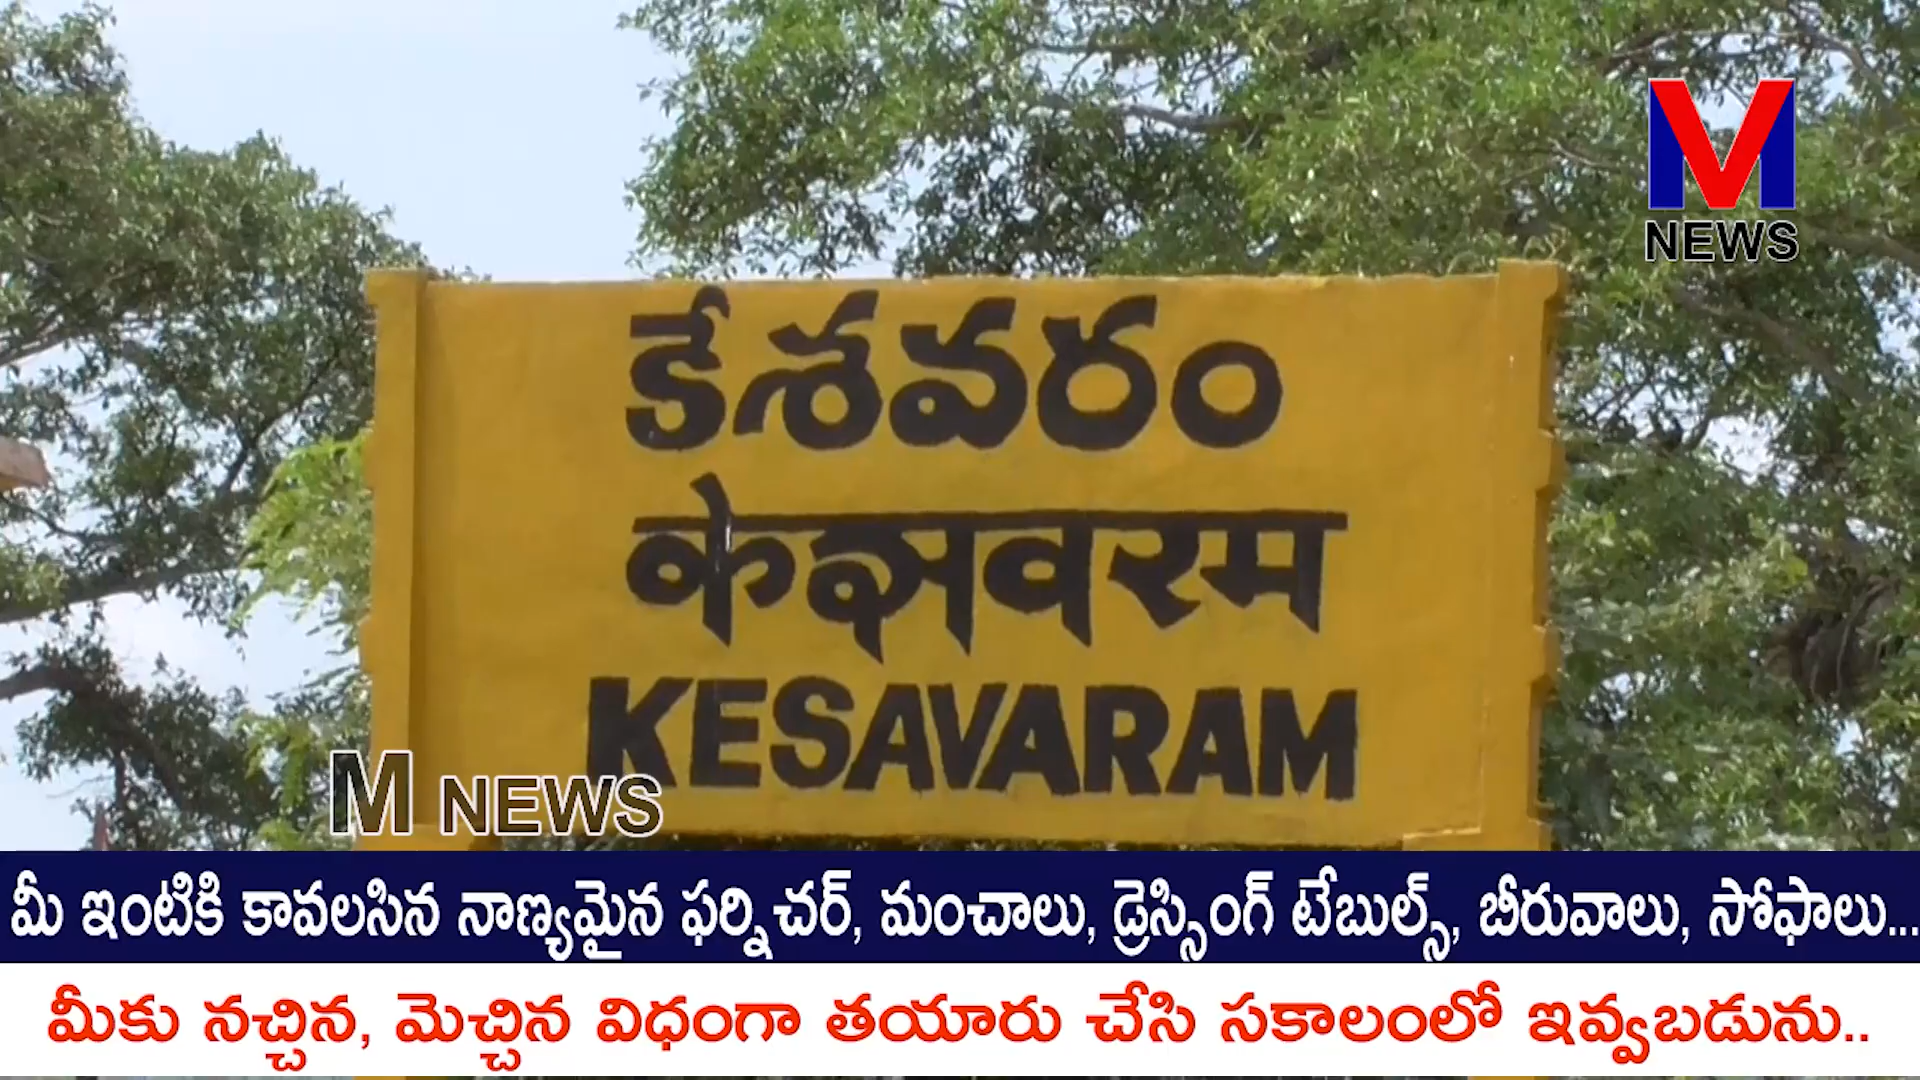 M
NEWS
కేశవరం
केशवरम
KESAVARAM
M NEWS
మీ ఇంటికి కావలసిన నాణ్యమైన ఫర్నిచర్, మంచాలు, డ్రెస్సింగ్ టేబుల్స్, బీరువాలు, సోఫాలు...
మీకు నచ్చిన, మెచ్చిన విధంగా తయారు చేసి సకాలంలో ఇవ్వబడును..